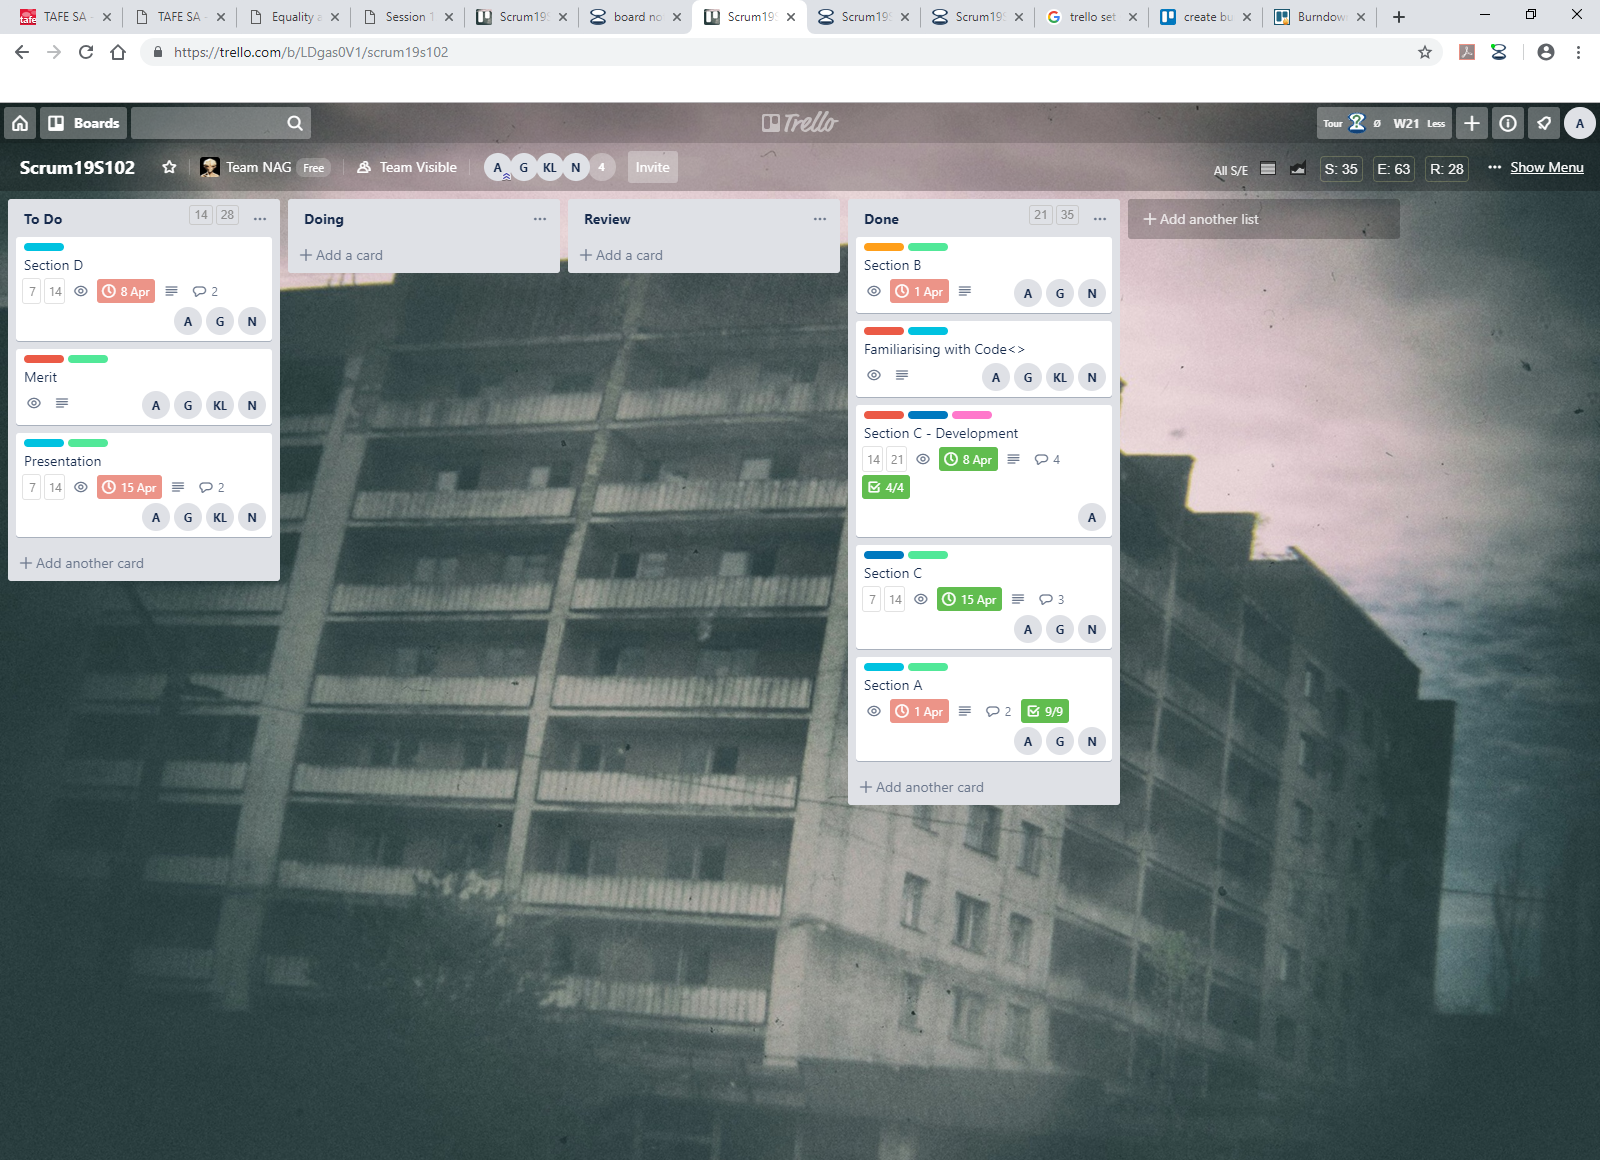 TAFE SA -
TAFE SA -
Equality a
Session 1
Scrum19S
board no
Scrum19S
Scrum19S
Scrum19S
trello set
create bu
Burndow
https://trello.com/b/LDgas0V1/scrum19s102
Boards
Trello
Tour
Ø
W21
Less
A
Scrum19S102
Team NAG
Free
Team Visible
A G KL N 4
Invite
All S/E
S: 35
E: 63
R: 28
Show Menu
To Do
14 28
Section D
7 14 8 Apr 2
A G N
Merit
A G KL N
Presentation
7 14 15 Apr 2
A G KL N
Add another card
Doing
Add a card
Review
Add a card
Done
21 35
Section B
1 Apr
A G N
Familiarising with Code<>
A G KL N
Section C - Development
14 21 8 Apr 4
4/4
A
Section C
7 14 15 Apr 3
A G N
Section A
1 Apr 2 9/9
A G N
Add another card
Add another list